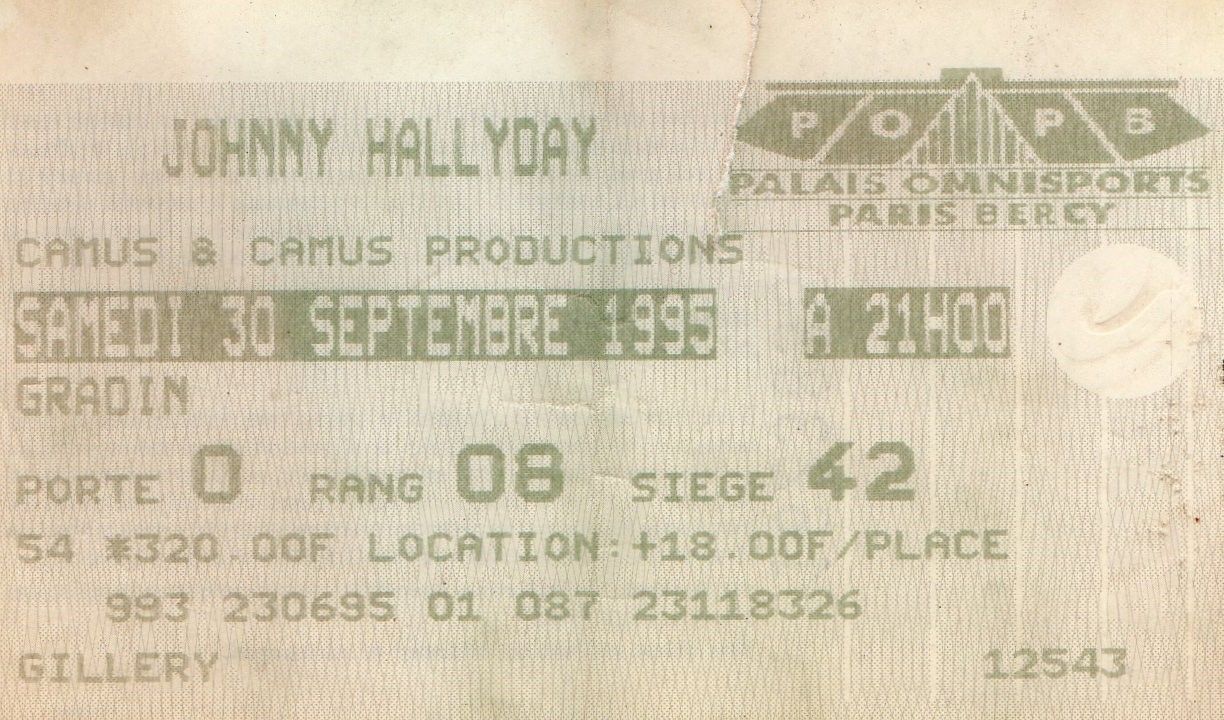 JOHNNY HALLYDAY
P O P B
PALAIS OMNISPORTS
PARIS BERCY
CAMUS & CAMUS PRODUCTIONS
SAMEDI 30 SEPTEMBRE 1995 A 21H00
GRADIN
PORTE O RANG 08 SIEGE 42
54 *320.00F LOCATION:+18.00F/PLACE
993 230695 01 087 23118326
GILLERY 12543